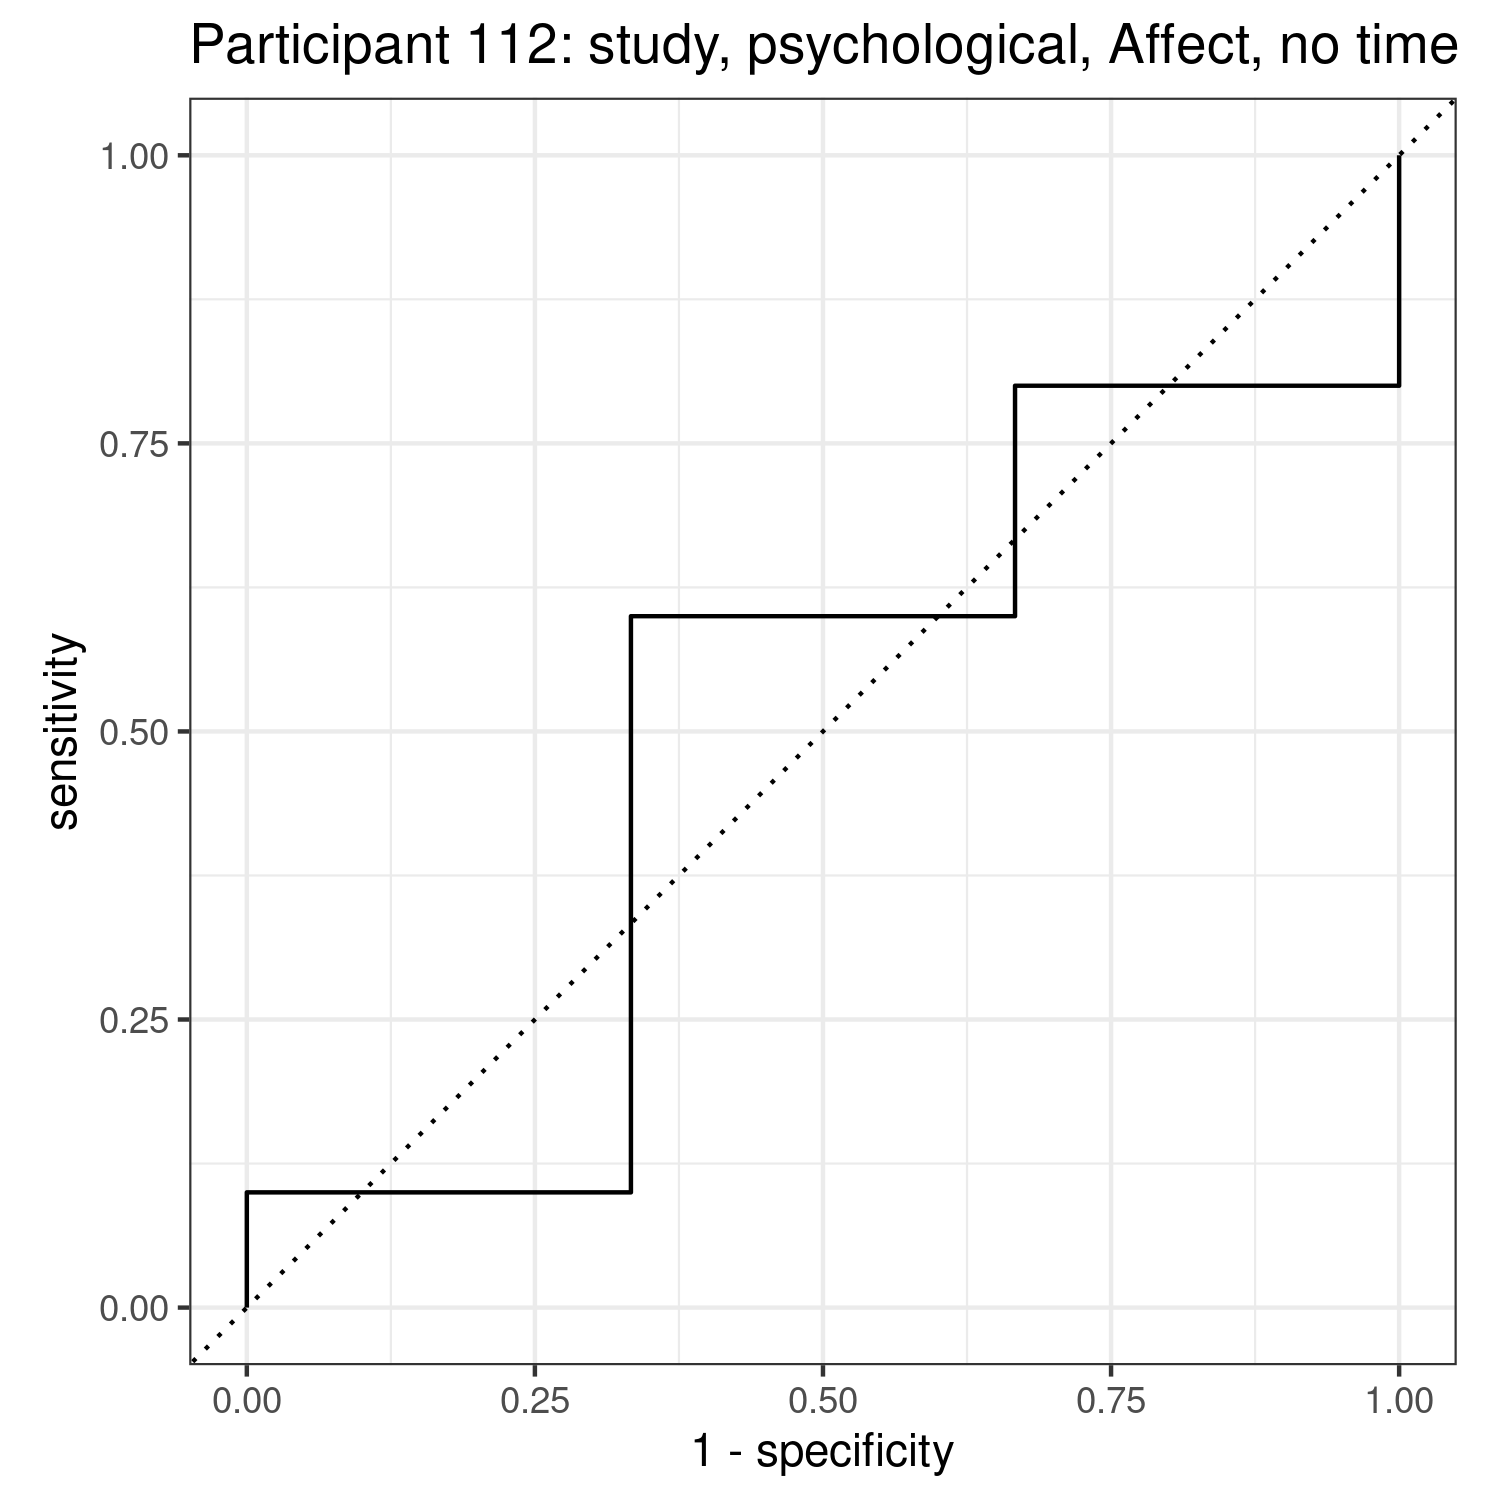 Participant 112: study, psychological, Affect, no time
1.00
0.75
0.50
0.25
0.00
sensitivity
0.00 0.25 0.50 0.75 1.00
1 - specificity